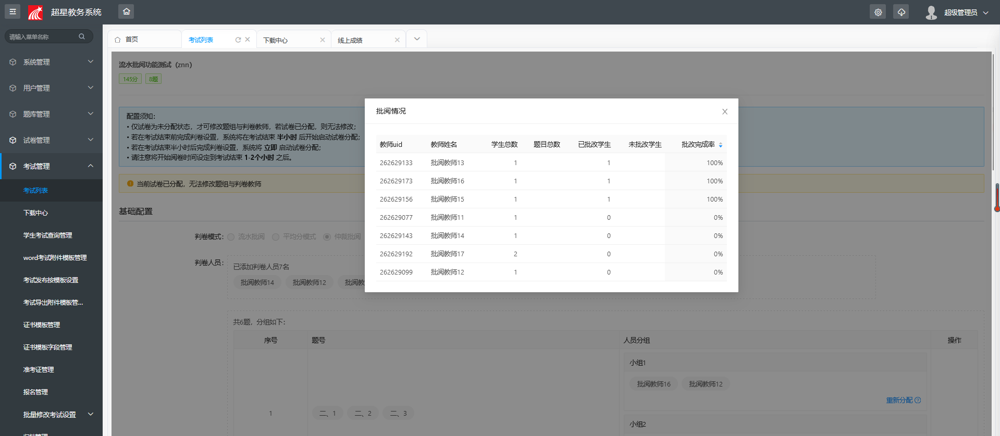 超星教务系统
超级管理员
请输入菜单名称
系统管理
用户管理
题库管理
试卷管理
考试管理
考试列表
下载中心
学生考试查询管理
word考试附件模板管理
考试发布按模板设置
考试导出附件模板管...
证书模板管理
证书模板字段管理
准考证管理
报名管理
批量修改考试设置
首页
考试列表
下载中心
线上成绩
流水批阅功能测试（znn）
145分 8题
配置须知：
• 仅试卷为未分配状态，才可修改题组与判卷教师，若试卷已分配，则无法修改；
• 若在考试结束前完成判卷设置，系统将在考试结束 半小时 后开始启动试卷分配；
• 若在考试结束半小时后完成判卷设置，系统将 立即 启动试卷分配；
• 请注意将开始阅卷时间设定到考试结束 1-2个小时 之后。
当前试卷已分配，无法修改题组与判卷教师
基础配置
判卷模式： 流水批阅 平均分模式 仲裁批阅
判卷人员：
已添加判卷人员7名
批阅教师14 批阅教师12 批阅教
共6题，分组如下：
序号 题号 人员分组 操作
小组1
批阅教师16 批阅教师12
重新分配
1 二、1 二、2 二、3
小组2
批阅情况
教师uid 教师姓名 学生总数 题目总数 已批改学生 未批改学生 批改完成率
262629133 批阅教师13 1 1 100%
262629173 批阅教师16 1 1 100%
262629156 批阅教师15 1 1 100%
262629077 批阅教师11 1 0 0%
262629143 批阅教师14 1 0 0%
262629192 批阅教师17 2 0 0%
262629099 批阅教师12 1 0 0%